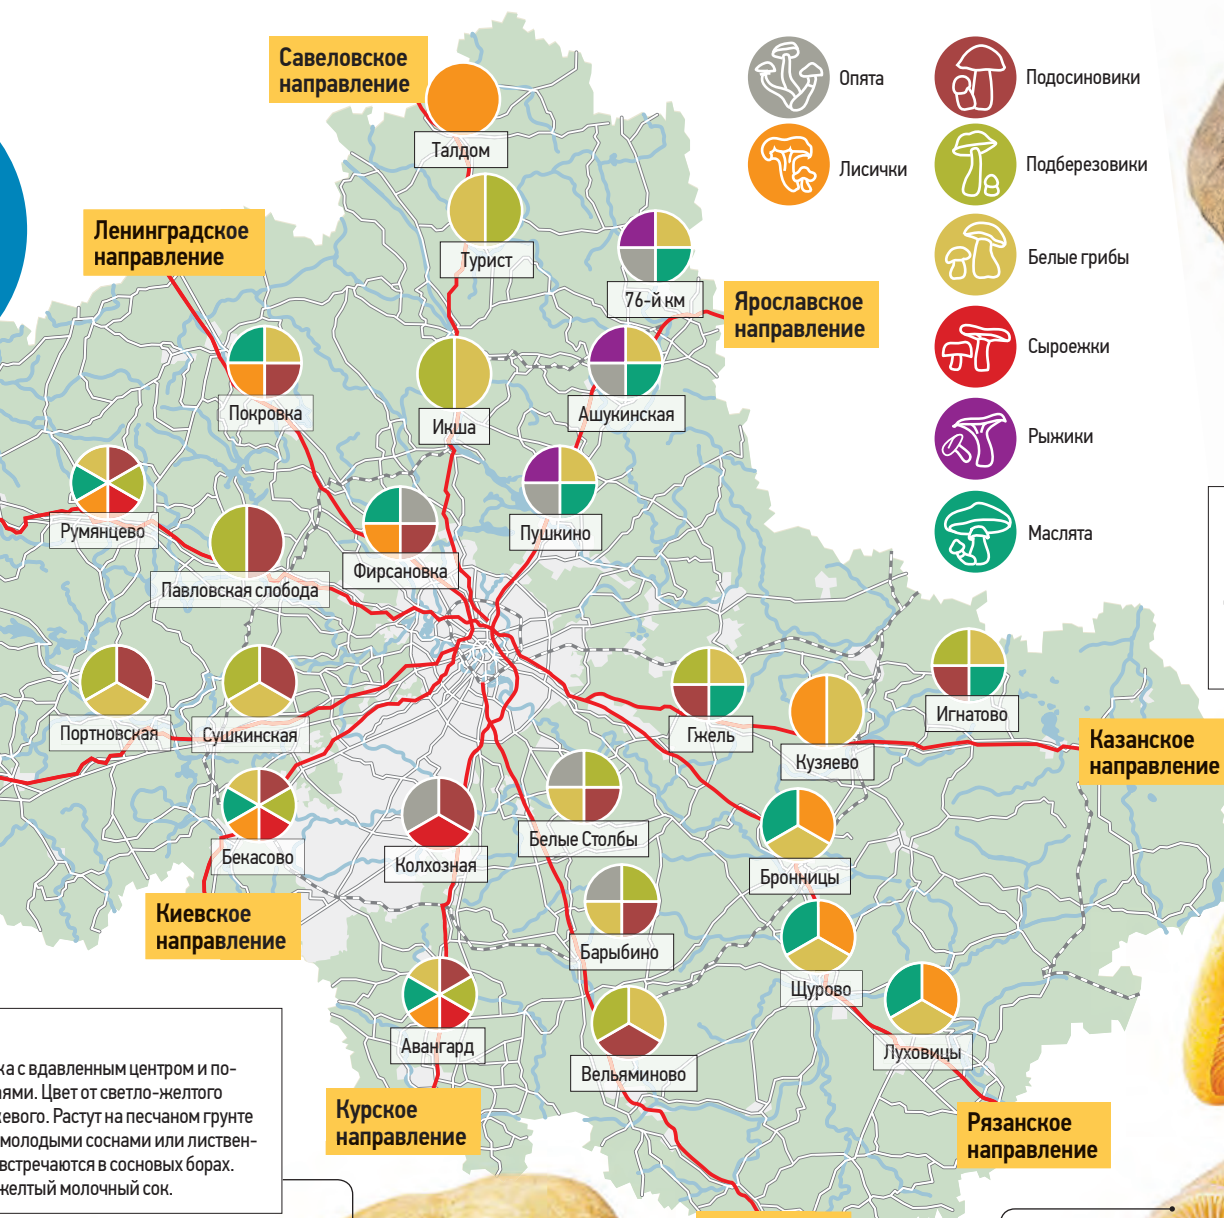 Савеловское
направление
Опята
Подосиновики
Лисички
Подберезовики
Белые грибы
Сыроежки
Рыжики
Маслята
Талдом
Ленинградское
направление
Турист
76-й км
Ярославское
направление
Покровка
Икша
Ашукинская
Румянцево
Пушкино
Фирсановка
Павловская слобода
Портновская
Сушкинская
Гжель
Игнатово
Кузяево
Казанское
направление
Бекасово
Колхозная
Белые Столбы
Бронницы
Киевское
направление
Барыбино
Щурово
Авангард
Вельяминово
Луховицы
Курское
направление
Рязанское
направление
ка с вдавленным центром и по-
аями. Цвет от светло-желтого
жевого. Растут на песчаном грунте
молодыми соснами или листвен-
встречаются в сосновых борах.
желтый молочный сок.